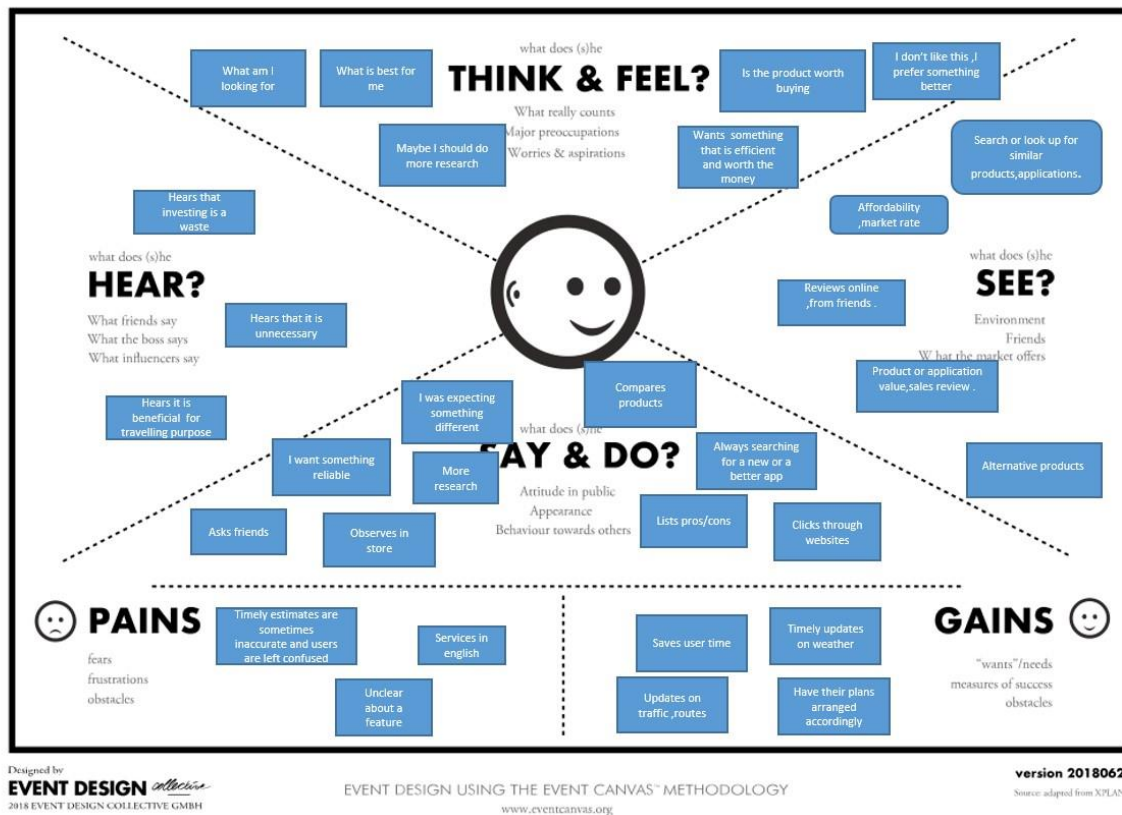 what does (s)he
THINK & FEEL?
What really counts
Major preoccupations
Worries & aspirations
What am I
looking for
What is best for
me
Maybe I should do
more research
Is the product worth
buying
I don't like this ,I
prefer something
better
Wants something
that is efficient
and worth the
money
Search or look up for
similar
products,applications.
Affordability
,market rate
Hears that
investing is a
waste
what does (s)he
HEAR?
What friends say
What the boss says
What influencers say
Hears that it is
unnecessary
Hears it is
beneficial for
travelling purpose
what does (s)he
SEE?
Environment
Friends
W hat the market offers
Reviews online
,from friends .
Product or application
value,sales review .
Alternative products
I was expecting
something
different
Compares
products
what does (s)he
SAY & DO?
Attitude in public
Appearance
Behaviour towards others
I want something
reliable
More
research
Always searching
for a new or a
better app
Asks friends
Observes in
store
Lists pros/cons
Clicks through
websites
PAINS
fears
frustrations
obstacles
Timely estimates are
sometimes
inaccurate and users
are left confused
Services in
english
Unclear
about a
feature
Saves user time
Timely updates
on weather
Updates on
traffic ,routes
Have their plans
arranged
accordingly
GAINS
"wants"/needs
measures of success
obstacles
Designed by
EVENT DESIGN collective
2018 EVENT DESIGN COLLECTIVE GMBH
EVENT DESIGN USING THE EVENT CANVAS™ METHODOLOGY
www.eventcanvas.org
version 2018062
Source: adapted from XPLAN